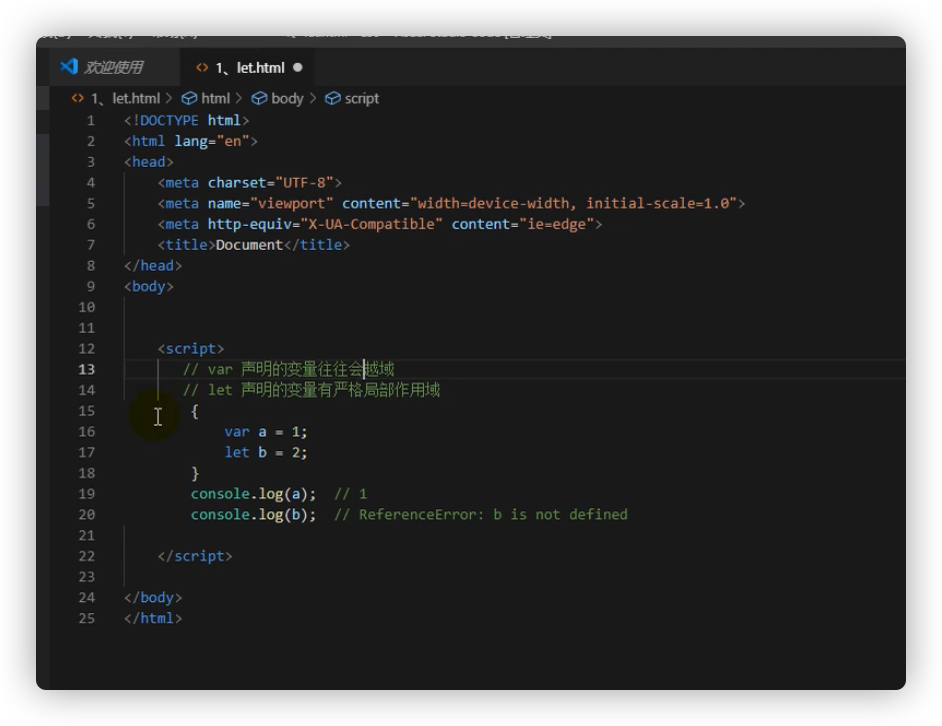 欢迎使用
1、let.html
1、let.html > html > body > script
1 <!DOCTYPE html>
2 <html lang="en">
3 <head>
4 <meta charset="UTF-8">
5 <meta name="viewport" content="width=device-width, initial-scale=1.0">
6 <meta http-equiv="X-UA-Compatible" content="ie=edge">
7 <title>Document</title>
8 </head>
9 <body>
10
11
12 <script>
13 // var 声明的变量往往会越域
14 // let 声明的变量有严格局部作用域
15 {
16 var a = 1;
17 let b = 2;
18 }
19 console.log(a); // 1
20 console.log(b); // ReferenceError: b is not defined
21
22 </script>
23
24 </body>
25 </html>